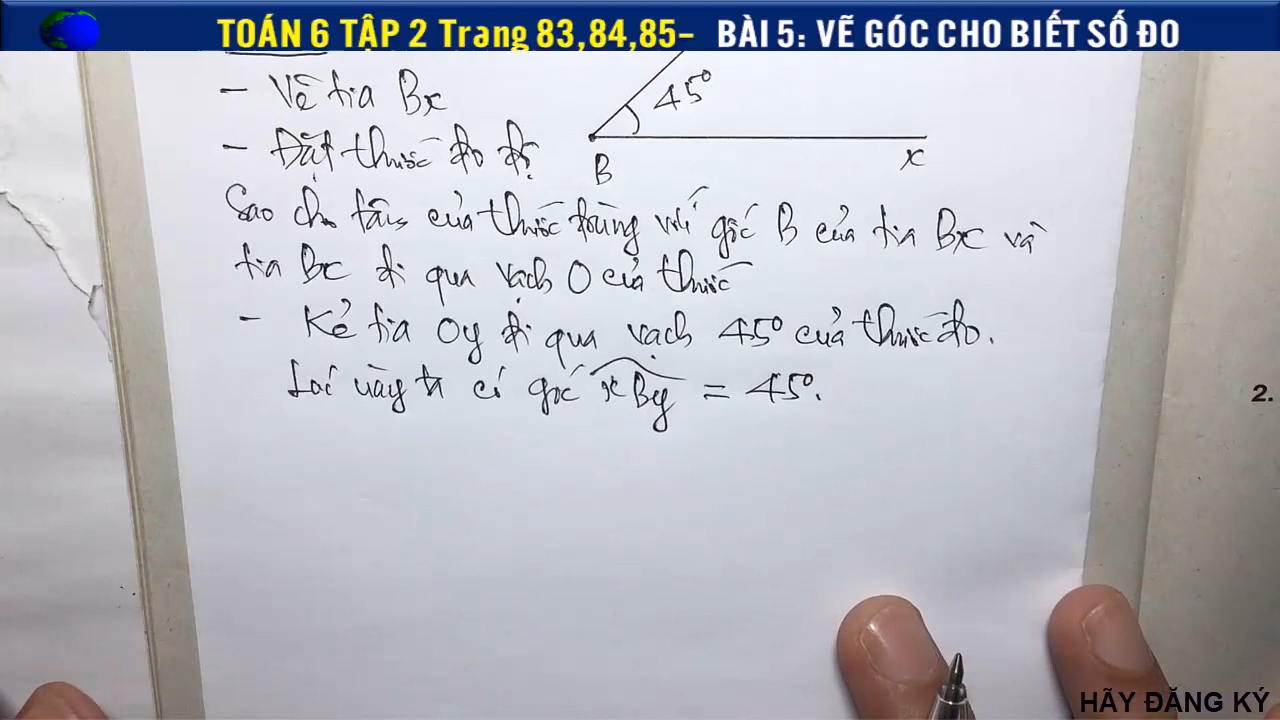 TOÁN 6 TẬP 2 Trang 83,84,85- BÀI 5: VẼ GÓC CHO BIẾT SỐ ĐO
- Vẽ tia Bx
45°
- Đặt thước đo độ
B
x
Sao cho tâm của thước trùng với gốc B của tia Bx và
tia Bx đi qua vạch 0 của thước
- Kẻ tia Oy đi qua vạch 45° của thước đo.
Lúc này ta có góc xBy = 45°.
2.
HÃY ĐĂNG KÝ